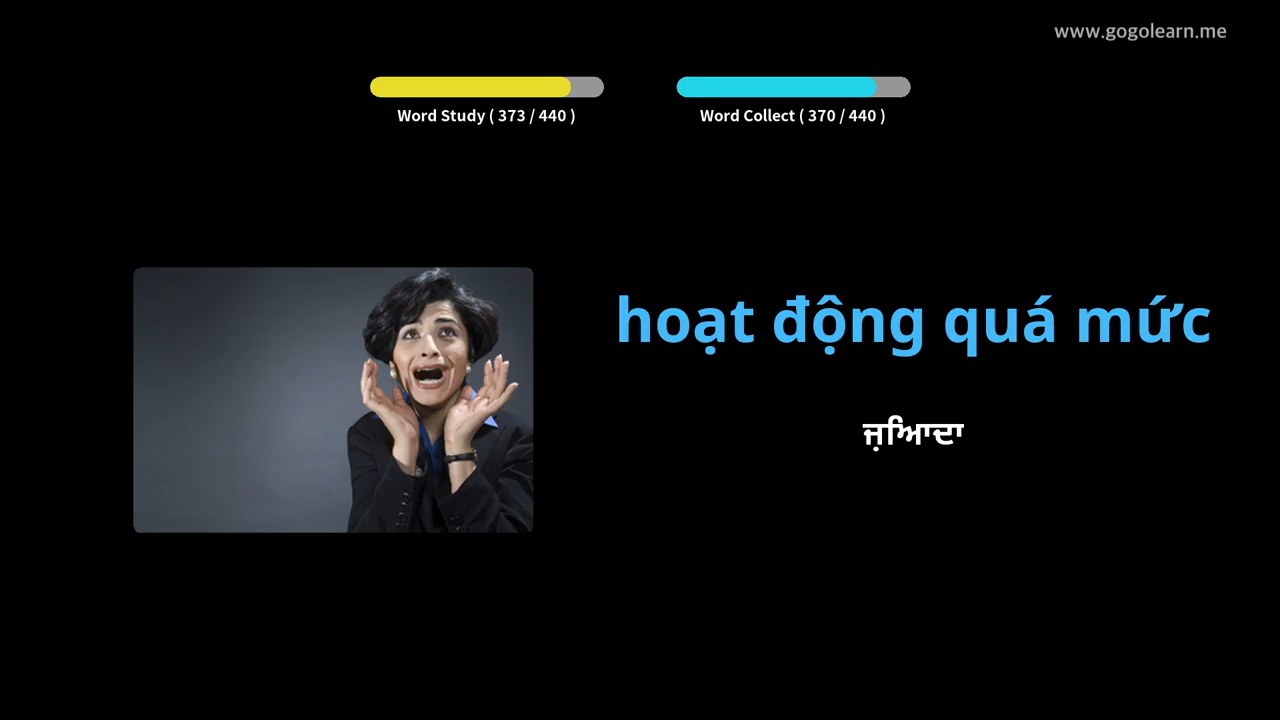 www.gogolearn.me
Word Study ( 373 / 440 )
Word Collect ( 370 / 440 )
hoạt động quá mức
ਜ਼ਿਆਦਾ